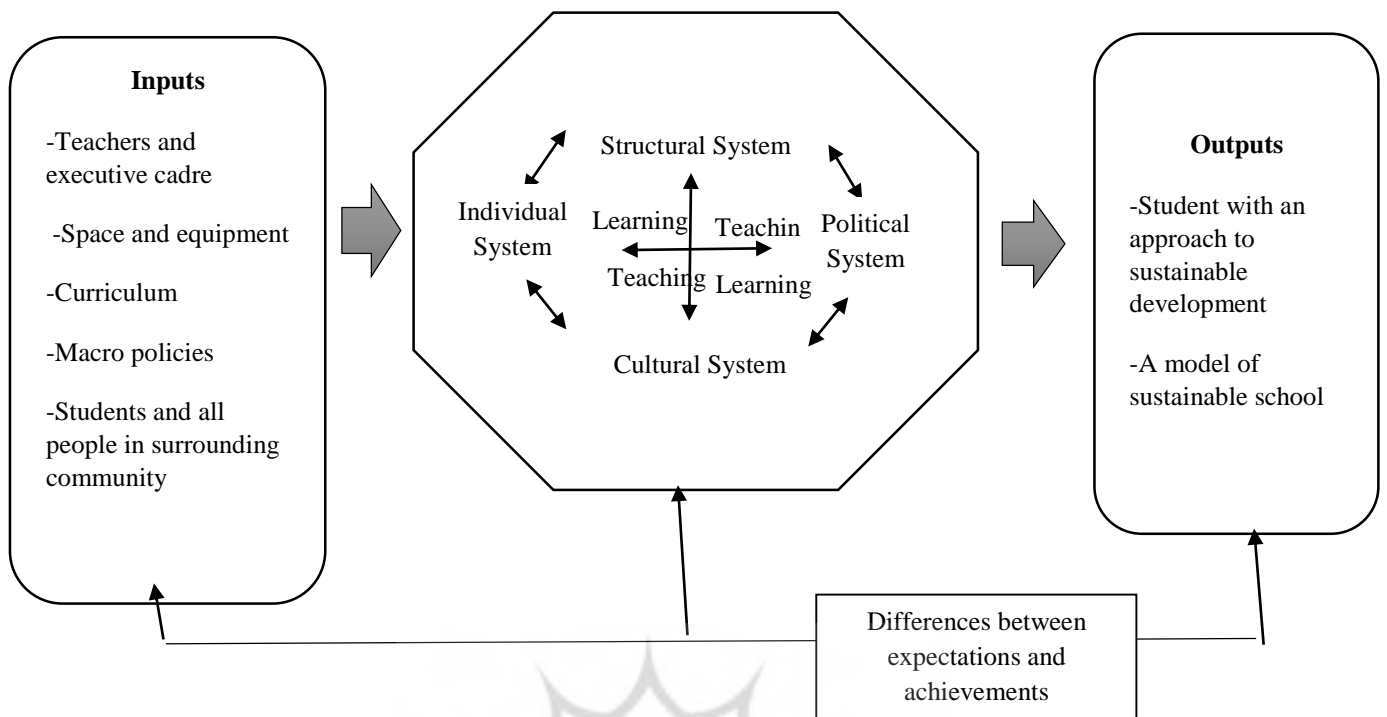 Inputs
-Teachers and
executive cadre
-Space and equipment
-Curriculum
-Macro policies
-Students and all
people in surrounding
community
Structural System
Individual
System
Learning
Teachin
Teaching
Learning
Political
System
Cultural System
Outputs
-Student with an
approach to
sustainable
development
-A model of
sustainable school
Differences between
expectations and
achievements